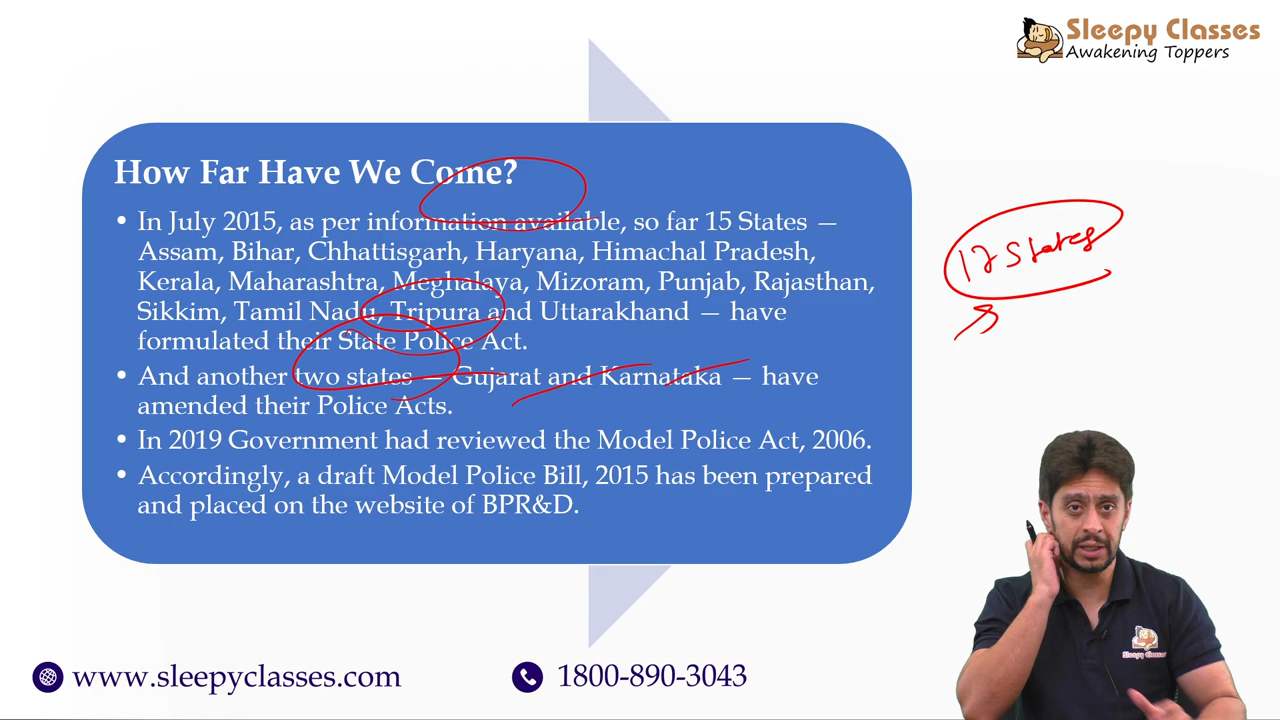 Sleepy Classes
Awakening Toppers
How Far Have We Come?
• In July 2015, as per information available, so far 15 States —
Assam, Bihar, Chhattisgarh, Haryana, Himachal Pradesh,
Kerala, Maharashtra, Meghalaya, Mizoram, Punjab, Rajasthan,
Sikkim, Tamil Nadu, Tripura and Uttarakhand — have
formulated their State Police Act.
• And another two states — Gujarat and Karnataka — have
amended their Police Acts.
• In 2019 Government had reviewed the Model Police Act, 2006.
• Accordingly, a draft Model Police Bill, 2015 has been prepared
and placed on the website of BPR&D.
17 States
Sleepy Classes
www.sleepyclasses.com
1800-890-3043